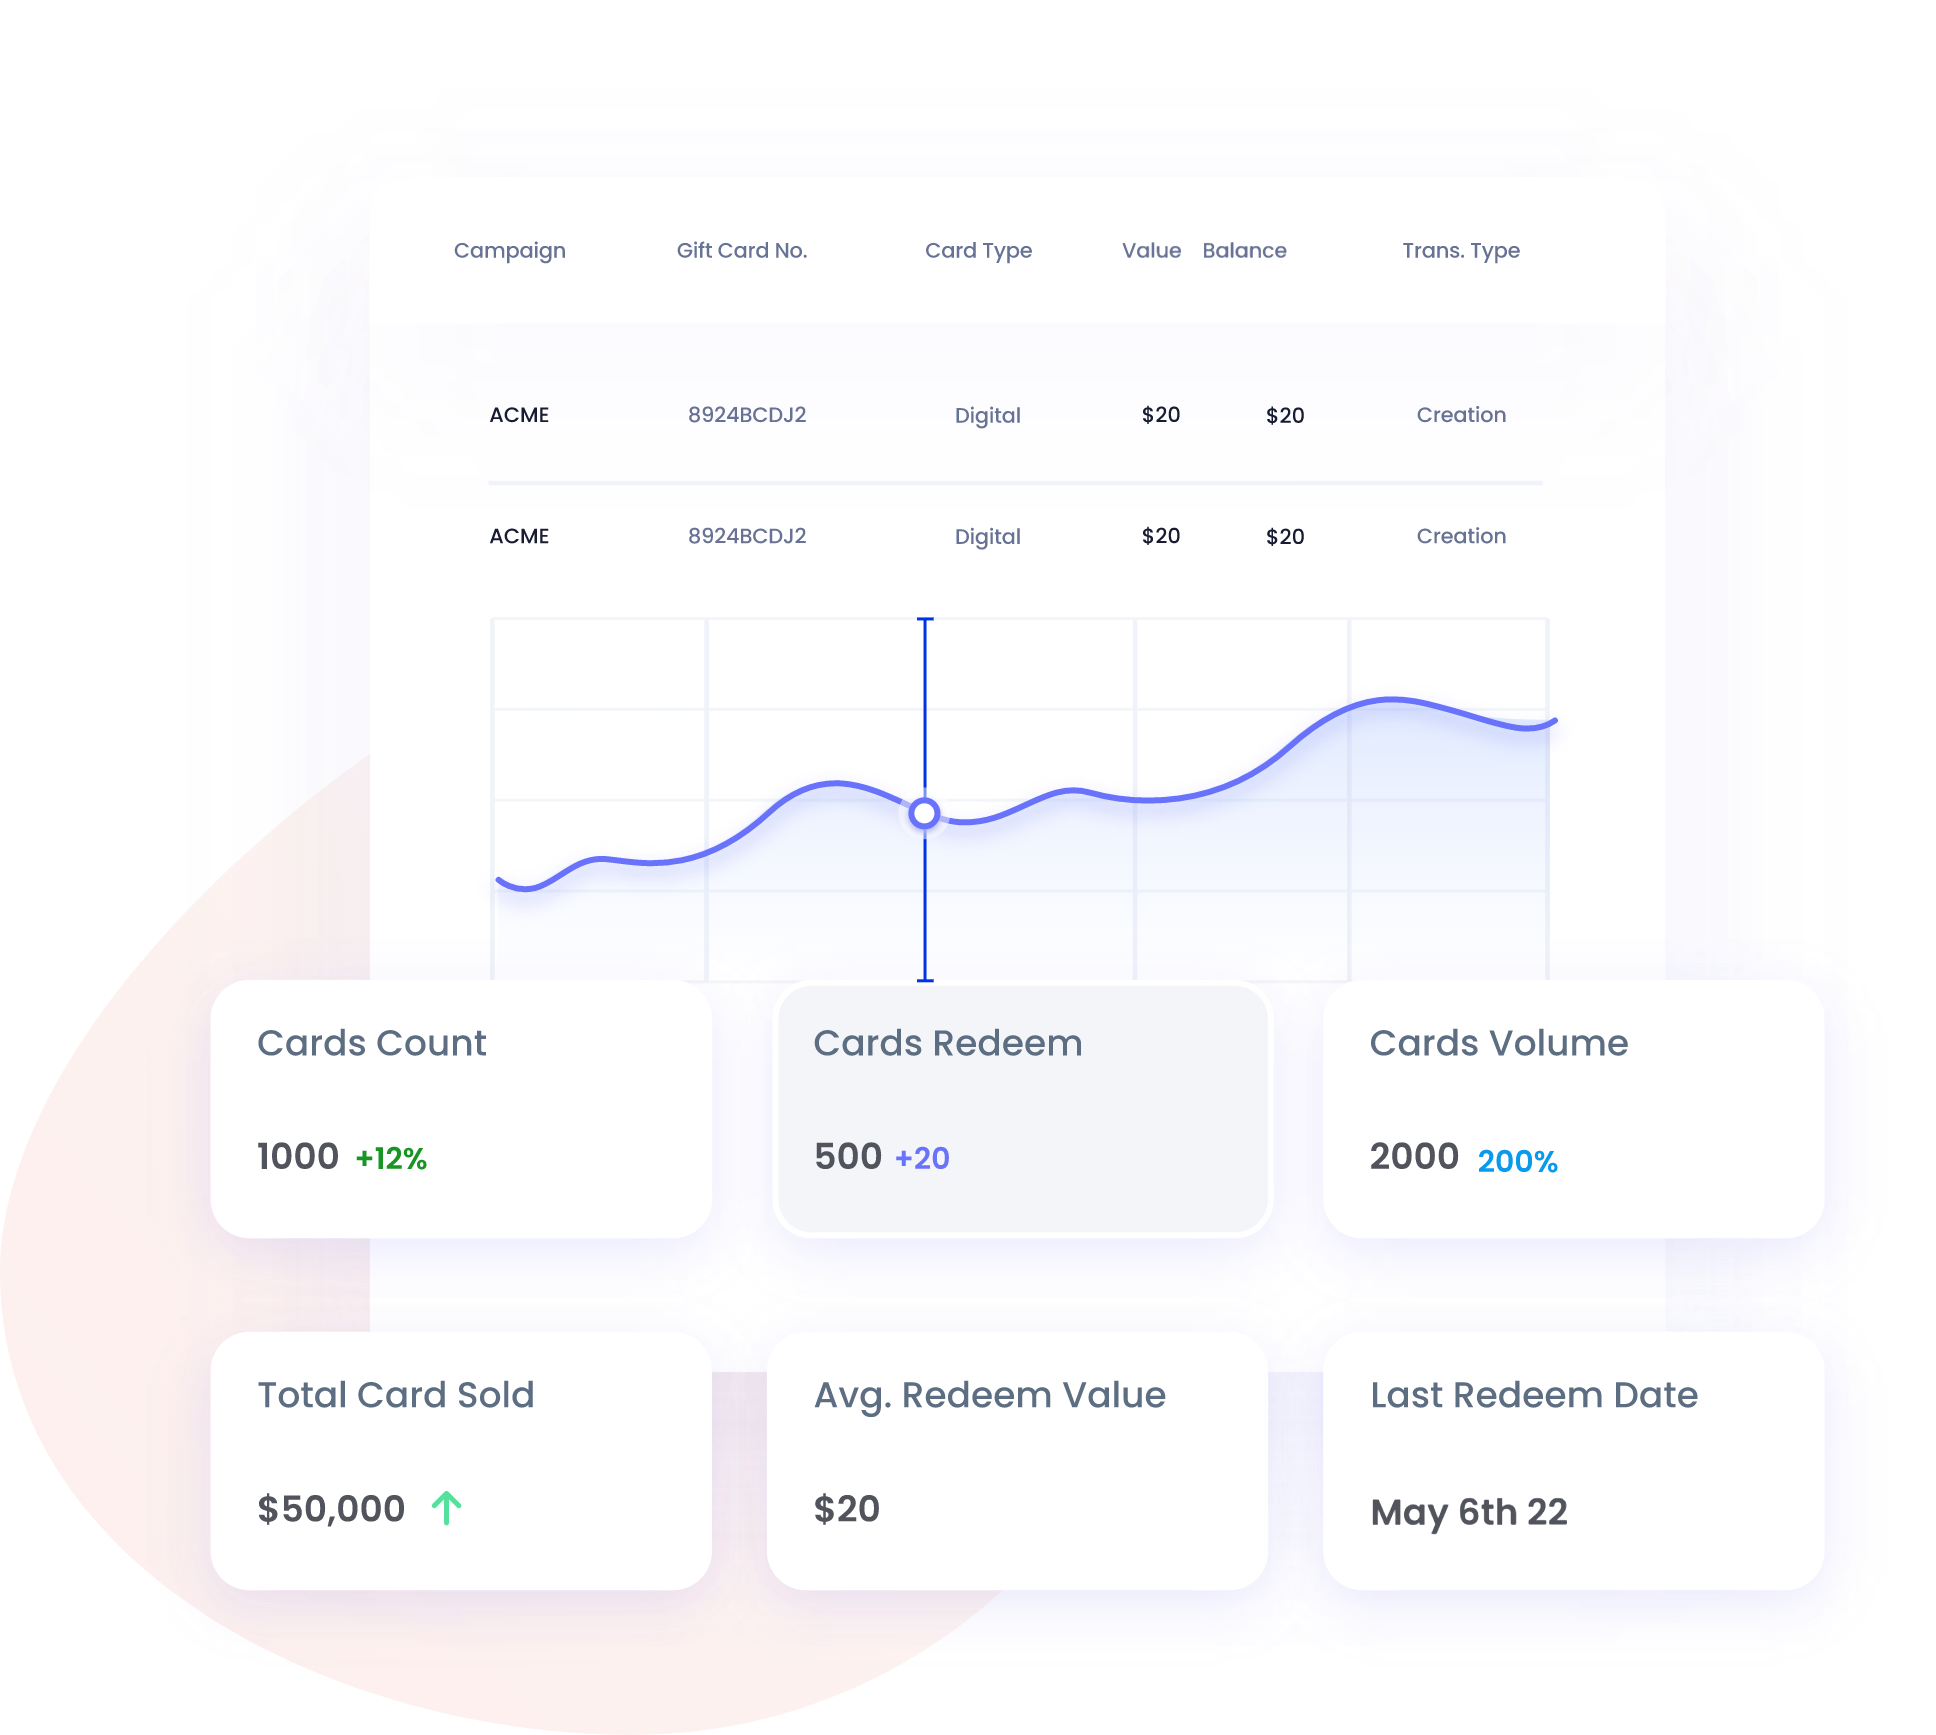 Campaign Gift Card No. Card Type Value Balance Trans. Type
ACME 8924BCDJ2 Digital $20 $20 Creation
ACME 8924BCDJ2 Digital $20 $20 Creation
Cards Count
1000 +12%
Cards Redeem
500 +20
Cards Volume
2000 200%
Total Card Sold
$50,000
Avg. Redeem Value
$20
Last Redeem Date
May 6th 22